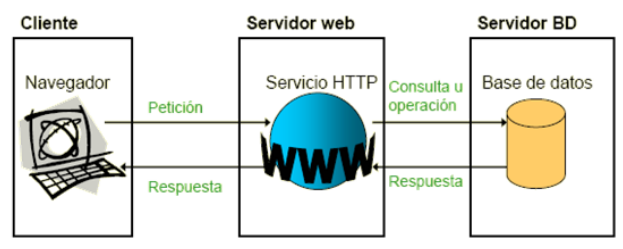 Cliente
Servidor web
Servidor BD
Navegador
Servicio HTTP
Base de datos
Petición
Consulta u
operación
WWW
Respuesta
Respuesta